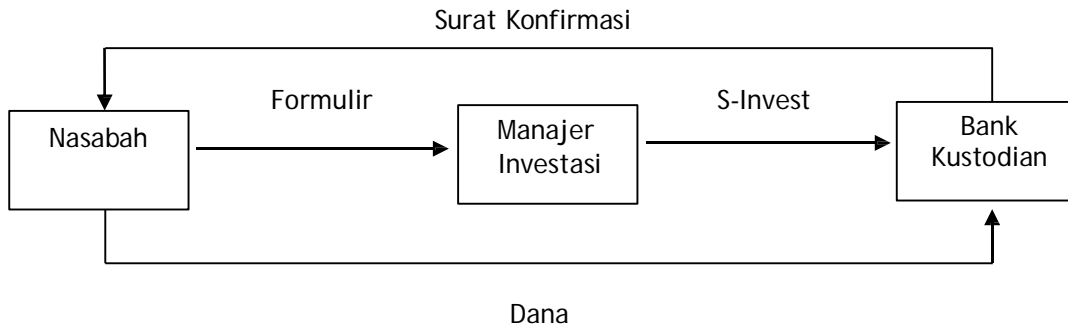 Surat Konfirmasi
Formulir
S-Invest
Nasabah
Manajer
Investasi
Bank
Kustodian
Dana